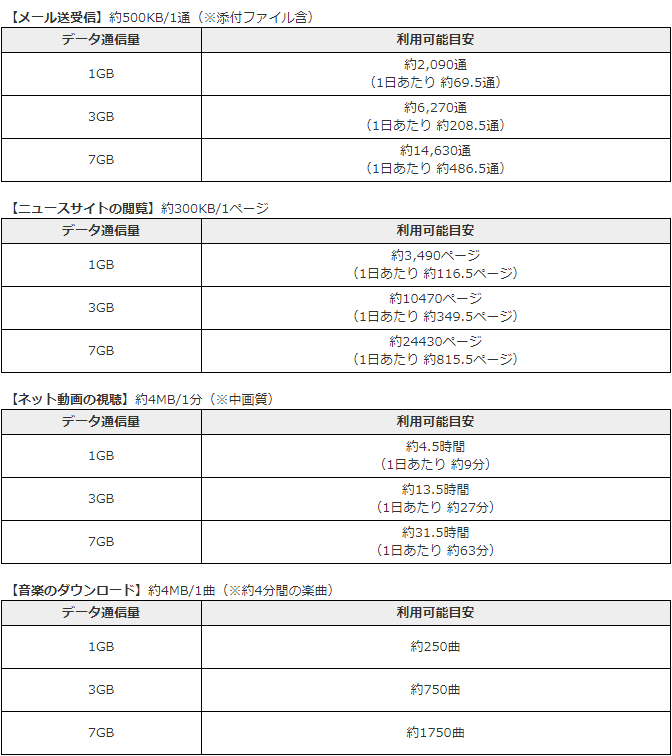 【メール送受信】約500KB/1通（※添付ファイル含）
データ通信量 利用可能目安
1GB 約2,090通
（1日あたり 約69.5通）
3GB 約6,270通
（1日あたり 約208.5通）
7GB 約14,630通
（1日あたり 約486.5通）
【ニュースサイトの閲覧】約300KB/1ページ
データ通信量 利用可能目安
1GB 約3,490ページ
（1日あたり 約116.5ページ）
3GB 約10470ページ
（1日あたり 約349.5ページ）
7GB 約24430ページ
（1日あたり 約815.5ページ）
【ネット動画の視聴】約4MB/1分（※中画質）
データ通信量 利用可能目安
1GB 約4.5時間
（1日あたり 約9分）
3GB 約13.5時間
（1日あたり 約27分）
7GB 約31.5時間
（1日あたり 約63分）
【音楽のダウンロード】約4MB/1曲（※約4分間の楽曲）
データ通信量 利用可能目安
1GB 約250曲
3GB 約750曲
7GB 約1750曲